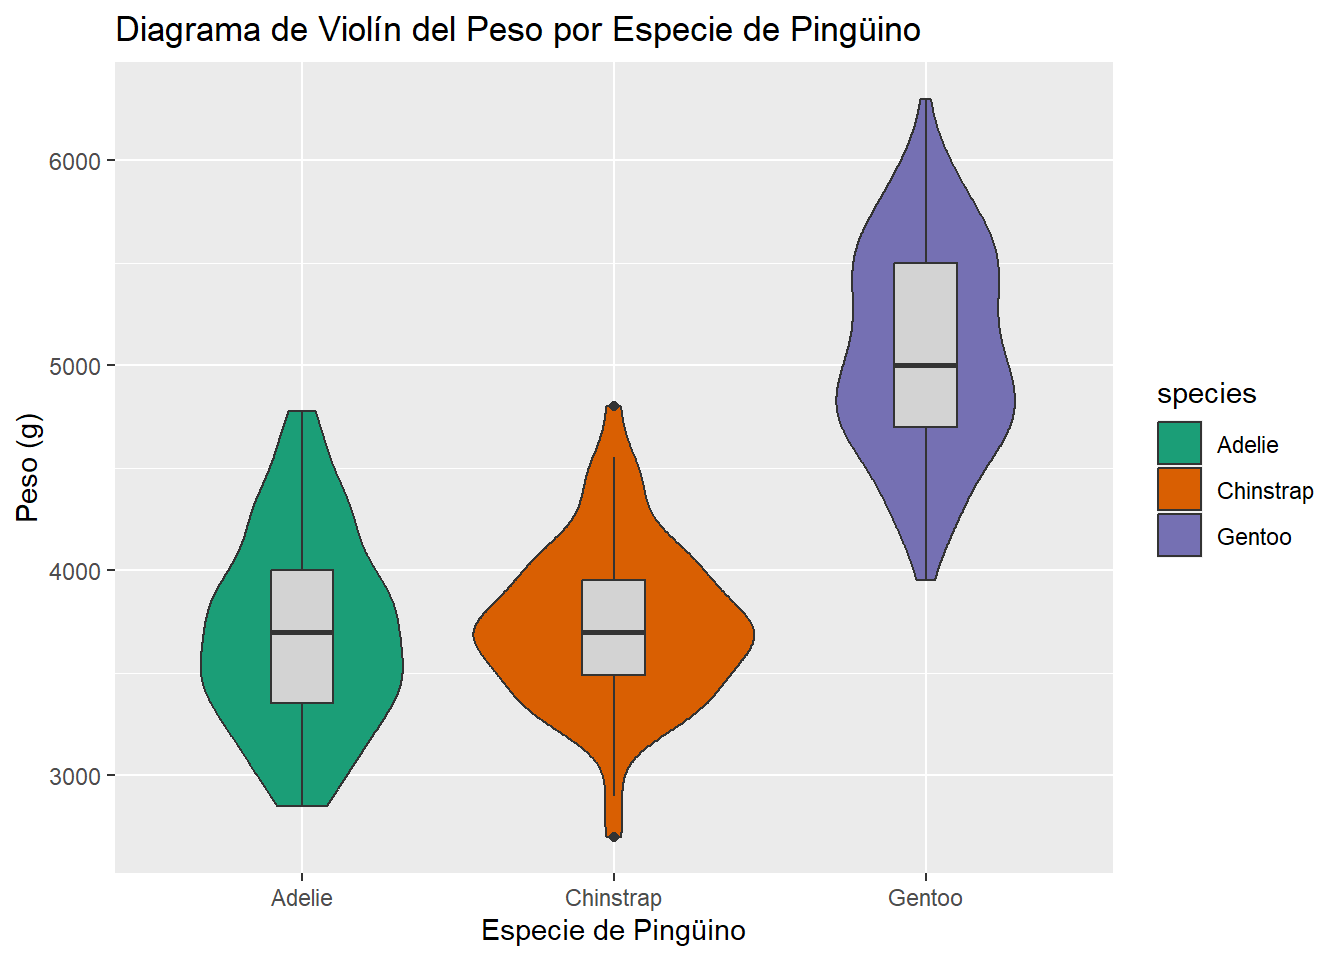 Diagrama de Violín del Peso por Especie de Pingüino
Peso (g)
6000
5000
4000
3000
Adelie
Chinstrap
Gentoo
Especie de Pingüino
species
Adelie
Chinstrap
Gentoo